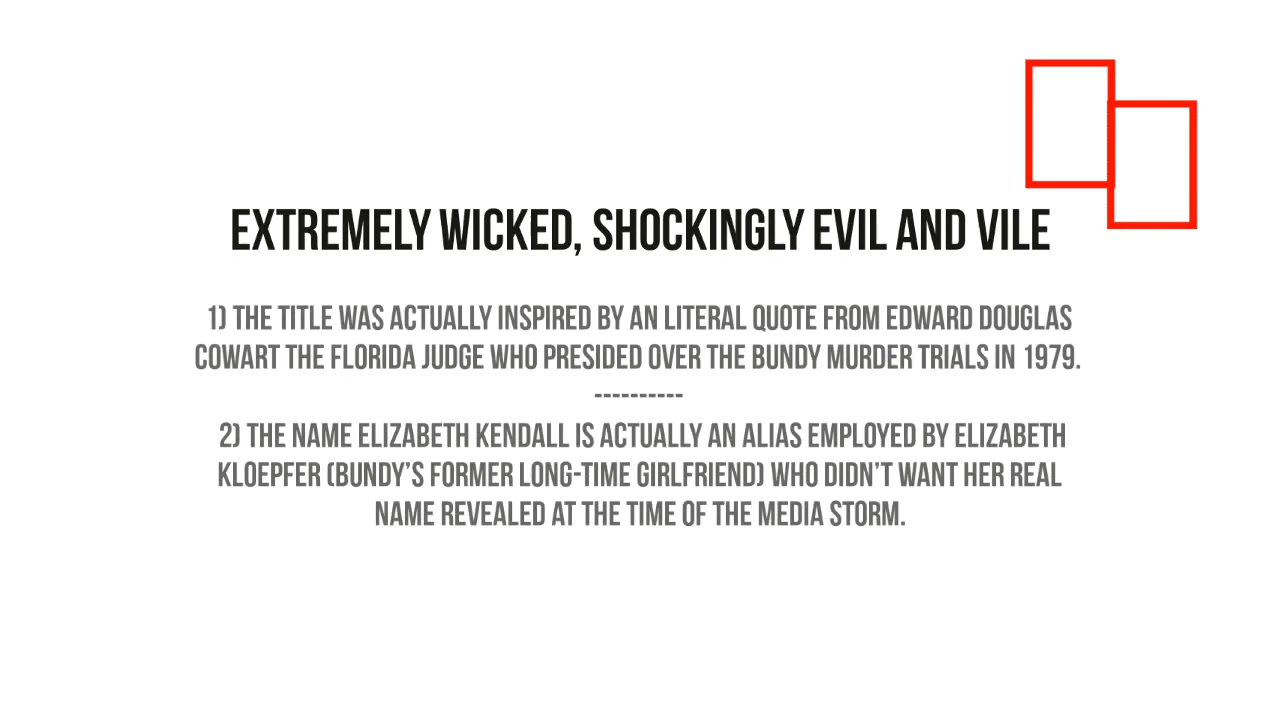 EXTREMELY WICKED, SHOCKINGLY EVIL AND VILE
1) THE TITLE WAS ACTUALLY INSPIRED BY AN LITERAL QUOTE FROM EDWARD DOUGLAS
COWART THE FLORIDA JUDGE WHO PRESIDED OVER THE BUNDY MURDER TRIALS IN 1979.
----------
2) THE NAME ELIZABETH KENDALL IS ACTUALLY AN ALIAS EMPLOYED BY ELIZABETH
KLOEPFER (BUNDY'S FORMER LONG-TIME GIRLFRIEND) WHO DIDN'T WANT HER REAL
NAME REVEALED AT THE TIME OF THE MEDIA STORM.